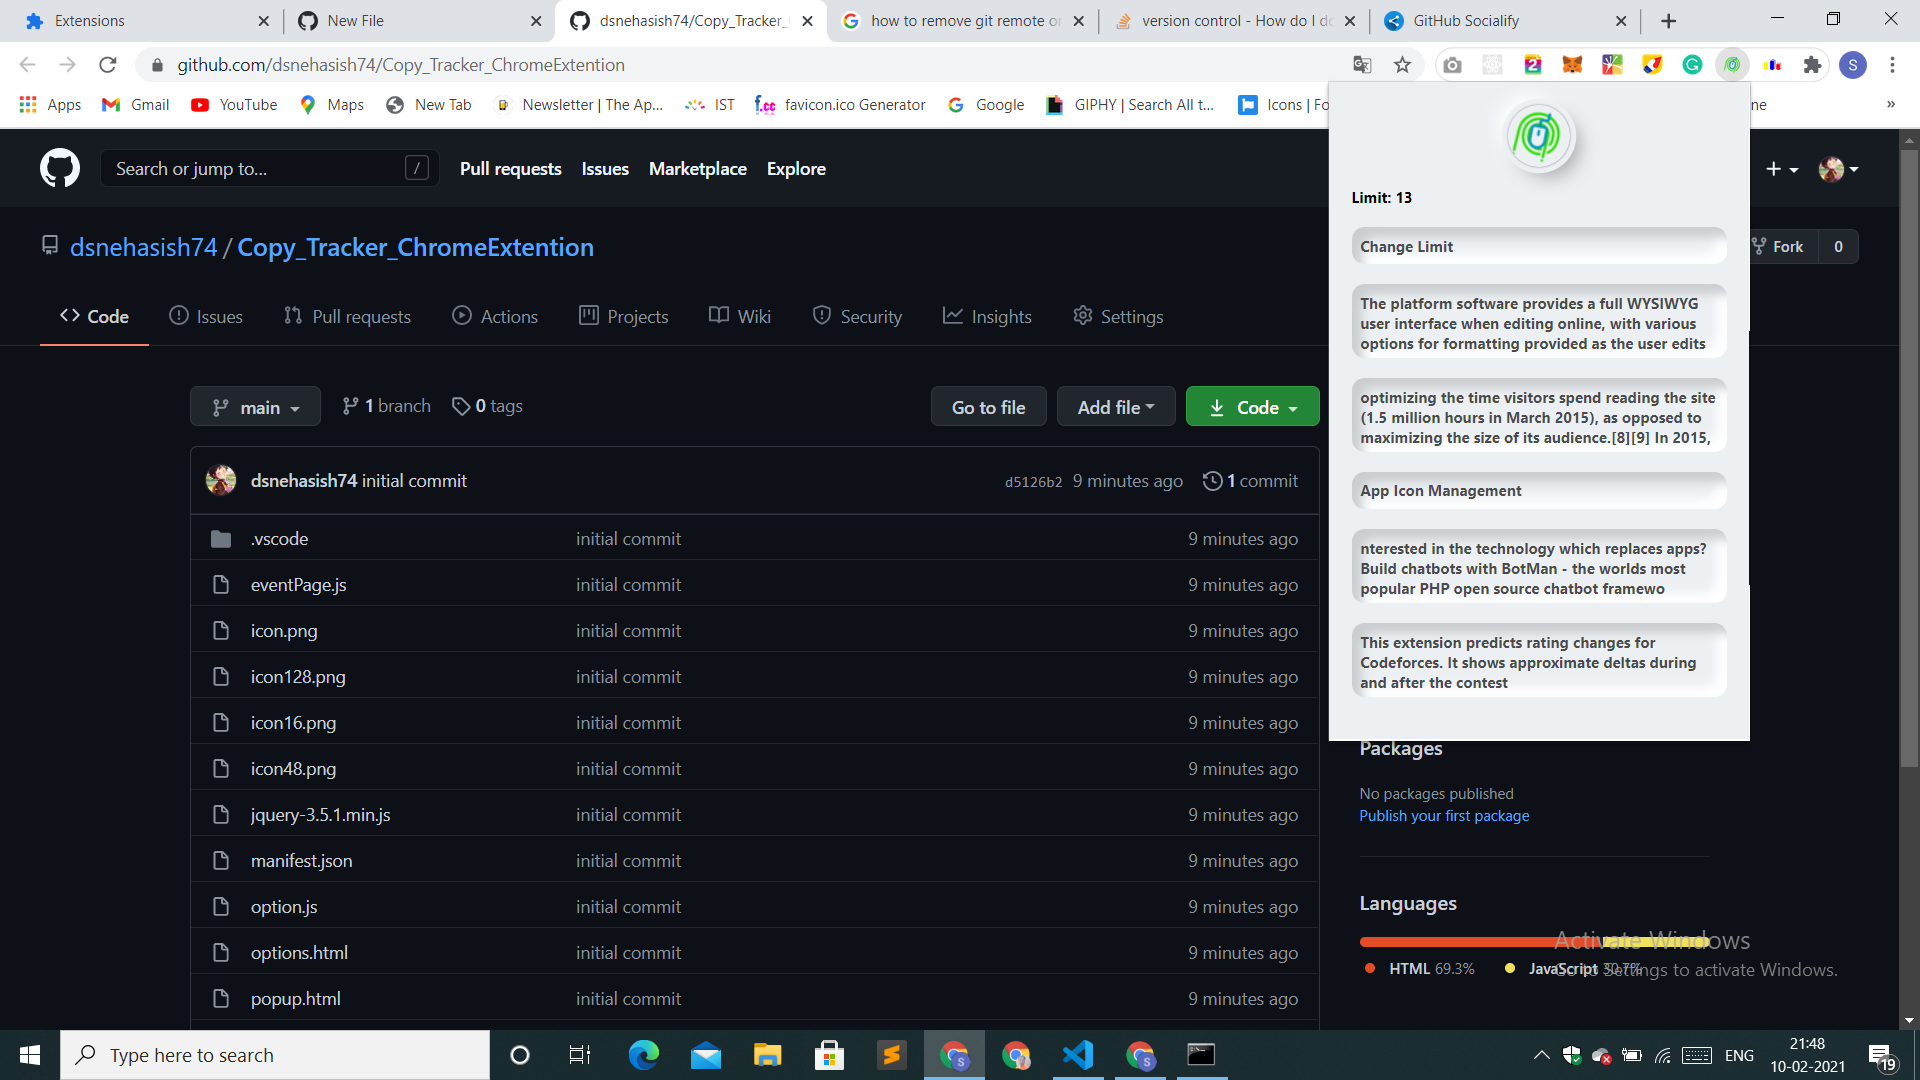 Extensions
New File
dsnehasish74/Copy_Tracker_
how to remove git remote or
version control - How do I do
GitHub Socialify
github.com/dsnehasish74/Copy_Tracker_ChromeExtention
S
Apps
Gmail
YouTube
Maps
New Tab
Newsletter | The Ap...
IST
f.cc
favicon.ico Generator
Google
GIPHY | Search All t...
Icons | Fo
ne
»
Search or jump to...
/
Pull requests
Issues
Marketplace
Explore
dsnehasish74 / Copy_Tracker_ChromeExtention
Fork
0
Code
Issues
Pull requests
Actions
Projects
Wiki
Security
Insights
Settings
main
1 branch
0 tags
Go to file
Add file
Code
dsnehasish74 initial commit
d5126b2
9 minutes ago
1 commit
.vscode
initial commit
9 minutes ago
eventPage.js
initial commit
9 minutes ago
icon.png
initial commit
9 minutes ago
icon128.png
initial commit
9 minutes ago
icon16.png
initial commit
9 minutes ago
icon48.png
initial commit
9 minutes ago
jquery-3.5.1.min.js
initial commit
9 minutes ago
manifest.json
initial commit
9 minutes ago
option.js
initial commit
9 minutes ago
options.html
initial commit
9 minutes ago
popup.html
initial commit
9 minutes ago
Limit: 13
Change Limit
The platform software provides a full WYSIWYG
user interface when editing online, with various
options for formatting provided as the user edits
optimizing the time visitors spend reading the site
(1.5 million hours in March 2015), as opposed to
maximizing the size of its audience.[8][9] In 2015,
App Icon Management
nterested in the technology which replaces apps?
Build chatbots with BotMan - the worlds most
popular PHP open source chatbot framewo
This extension predicts rating changes for
Codeforces. It shows approximate deltas during
and after the contest
Packages
No packages published
Publish your first package
Languages
HTML 69.3%
JavaScript 30.7%
Activate Windows
Go to Settings to activate Windows.
Type here to search
ENG
21:48
10-02-2021
19